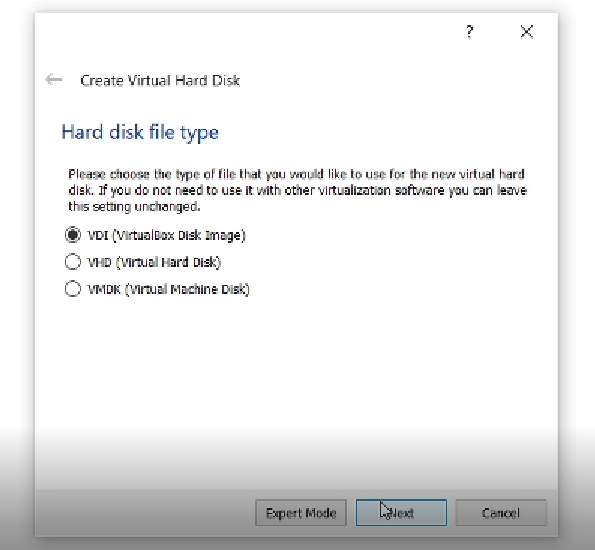 ?
Create Virtual Hard Disk
Hard disk file type
Please choose the type of file that you would like to use for the new virtual hard
disk. If you do not need to use it with other virtualization software you can leave
this setting unchanged.
VDI (VirtualBox Disk Image)
VHD (Virtual Hard Disk)
VMDK (Virtual Machine Disk)
Expert Mode Next Cancel